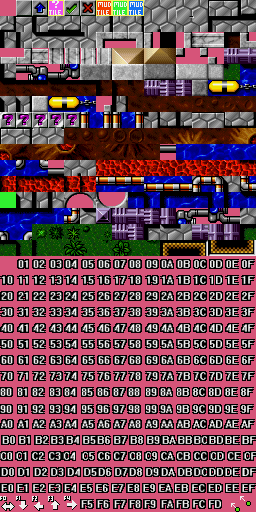 ? TILE MUD TILE MUD TILE MUD TILE
? ? ? ? ?
01 02 03 04 05 06 07 08 09 0A 0B 0C 0D 0E 0F
10 11 12 13 14 15 16 17 18 19 1A 1B 1C 1D 1E 1F
20 21 22 23 24 25 26 27 28 29 2A 2B 2C 2D 2E 2F
30 31 32 33 34 35 36 37 38 39 3A 3B 3C 3D 3E 3F
40 41 42 43 44 45 46 47 48 49 4A 4B 4C 4D 4E 4F
50 51 52 53 54 55 56 57 58 59 5A 5B 5C 5D 5E 5F
60 61 62 63 64 65 66 67 68 69 6A 6B 6C 6D 6E 6F
70 71 72 73 74 75 76 77 78 79 7A 7B 7C 7D 7E 7F
80 81 82 83 84 85 86 87 88 89 8A 8B 8C 8D 8E 8F
90 91 92 93 94 95 96 97 98 99 9A 9B 9C 9D 9E 9F
A0 A1 A2 A3 A4 A5 A6 A7 A8 A9 AA AB AC AD AE AF
B0 B1 B2 B3 B4 B5 B6 B7 B8 B9 BA BB BC BD BE BF
C0 C1 C2 C3 C4 C5 C6 C7 C8 C9 CA CB CC CD CE CF
D0 D1 D2 D3 D4 D5 D6 D7 D8 D9 DA DB DC DD DE DF
E0 E1 E2 E3 E4 E5 E6 E7 E8 E9 EA EB EC ED EE EF
F0 F1 F2 F3 F4 F5 F6 F7 F8 F9 FA FB FC FD